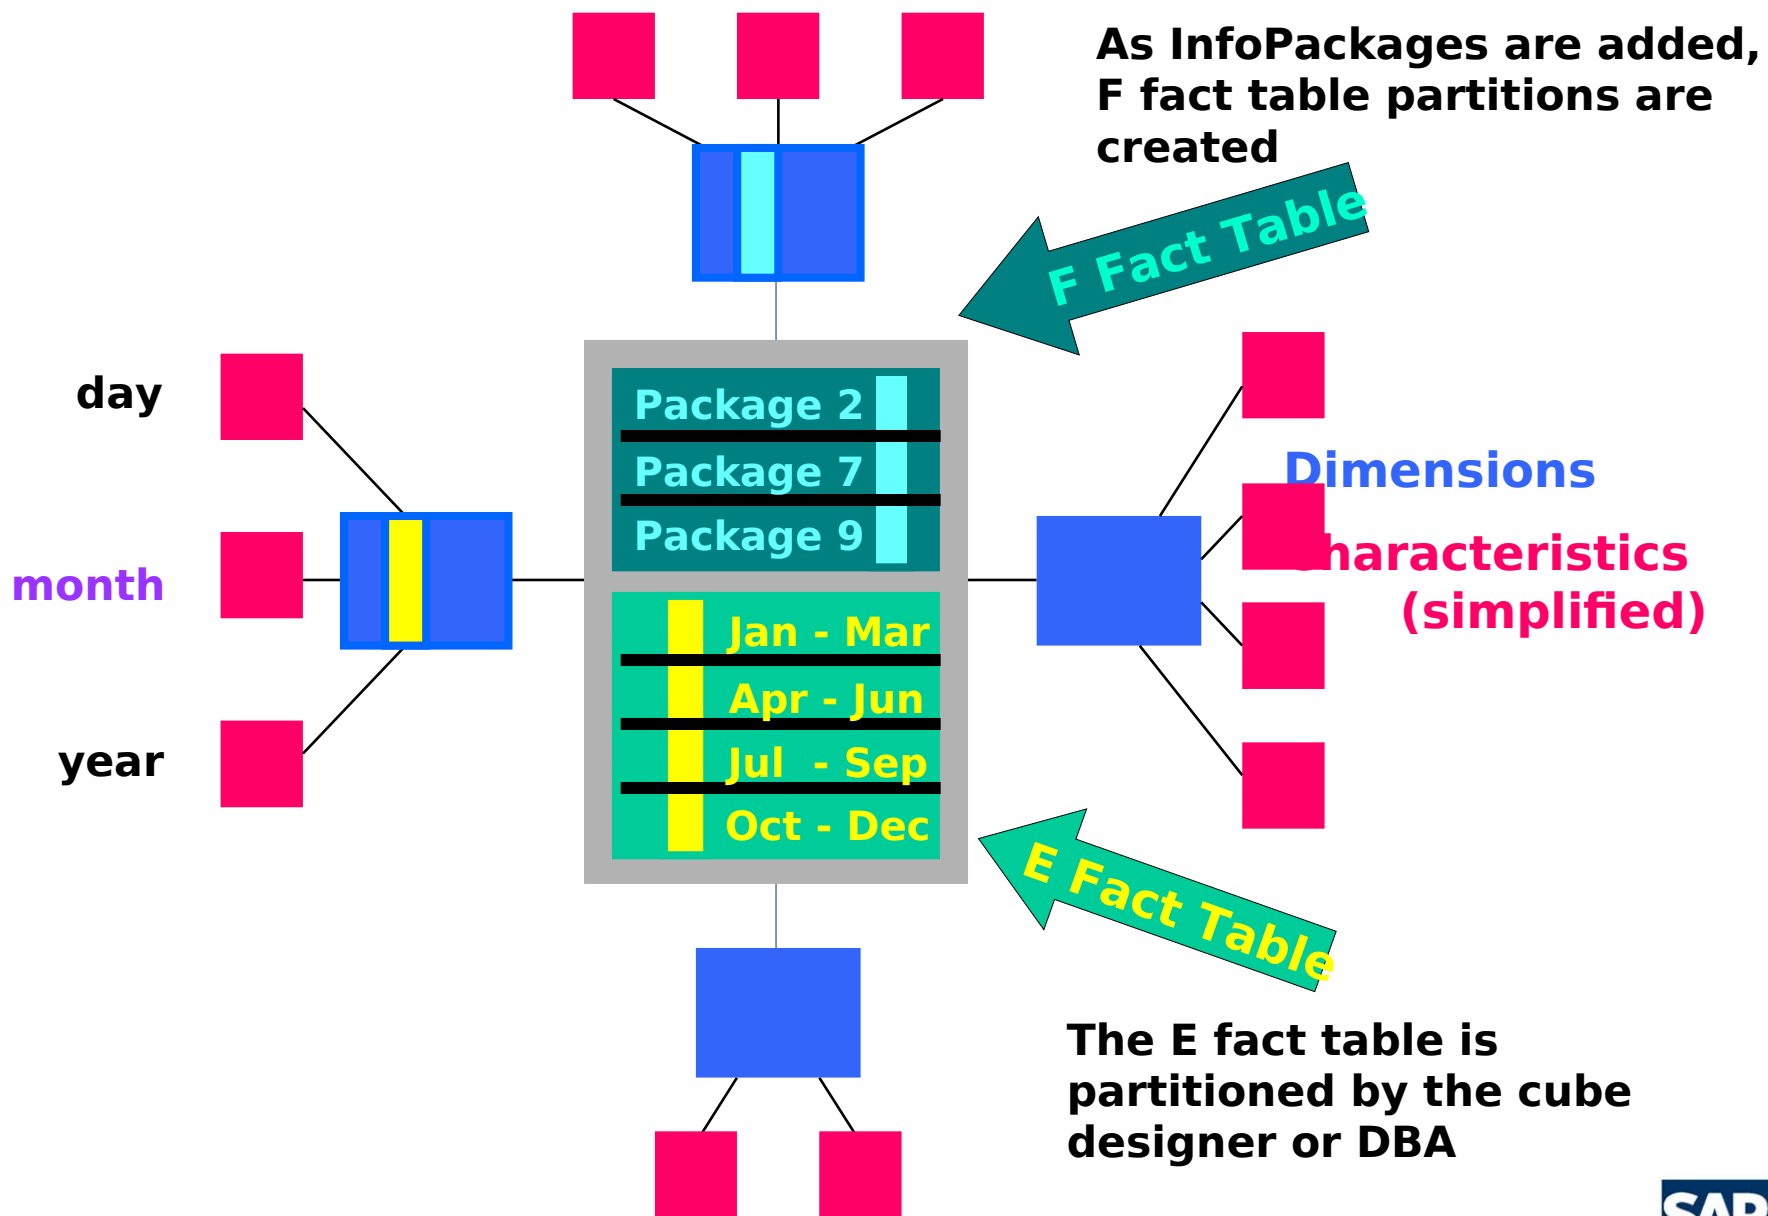 As InfoPackages are added,
F fact table partitions are
created
F Fact Table
day
month
year
Package 2
Package 7
Package 9
Jan - Mar
Apr - Jun
Jul - Sep
Oct - Dec
Dimensions
Characteristics
(simplified)
E Fact Table
The E fact table is
partitioned by the cube
designer or DBA
SAP